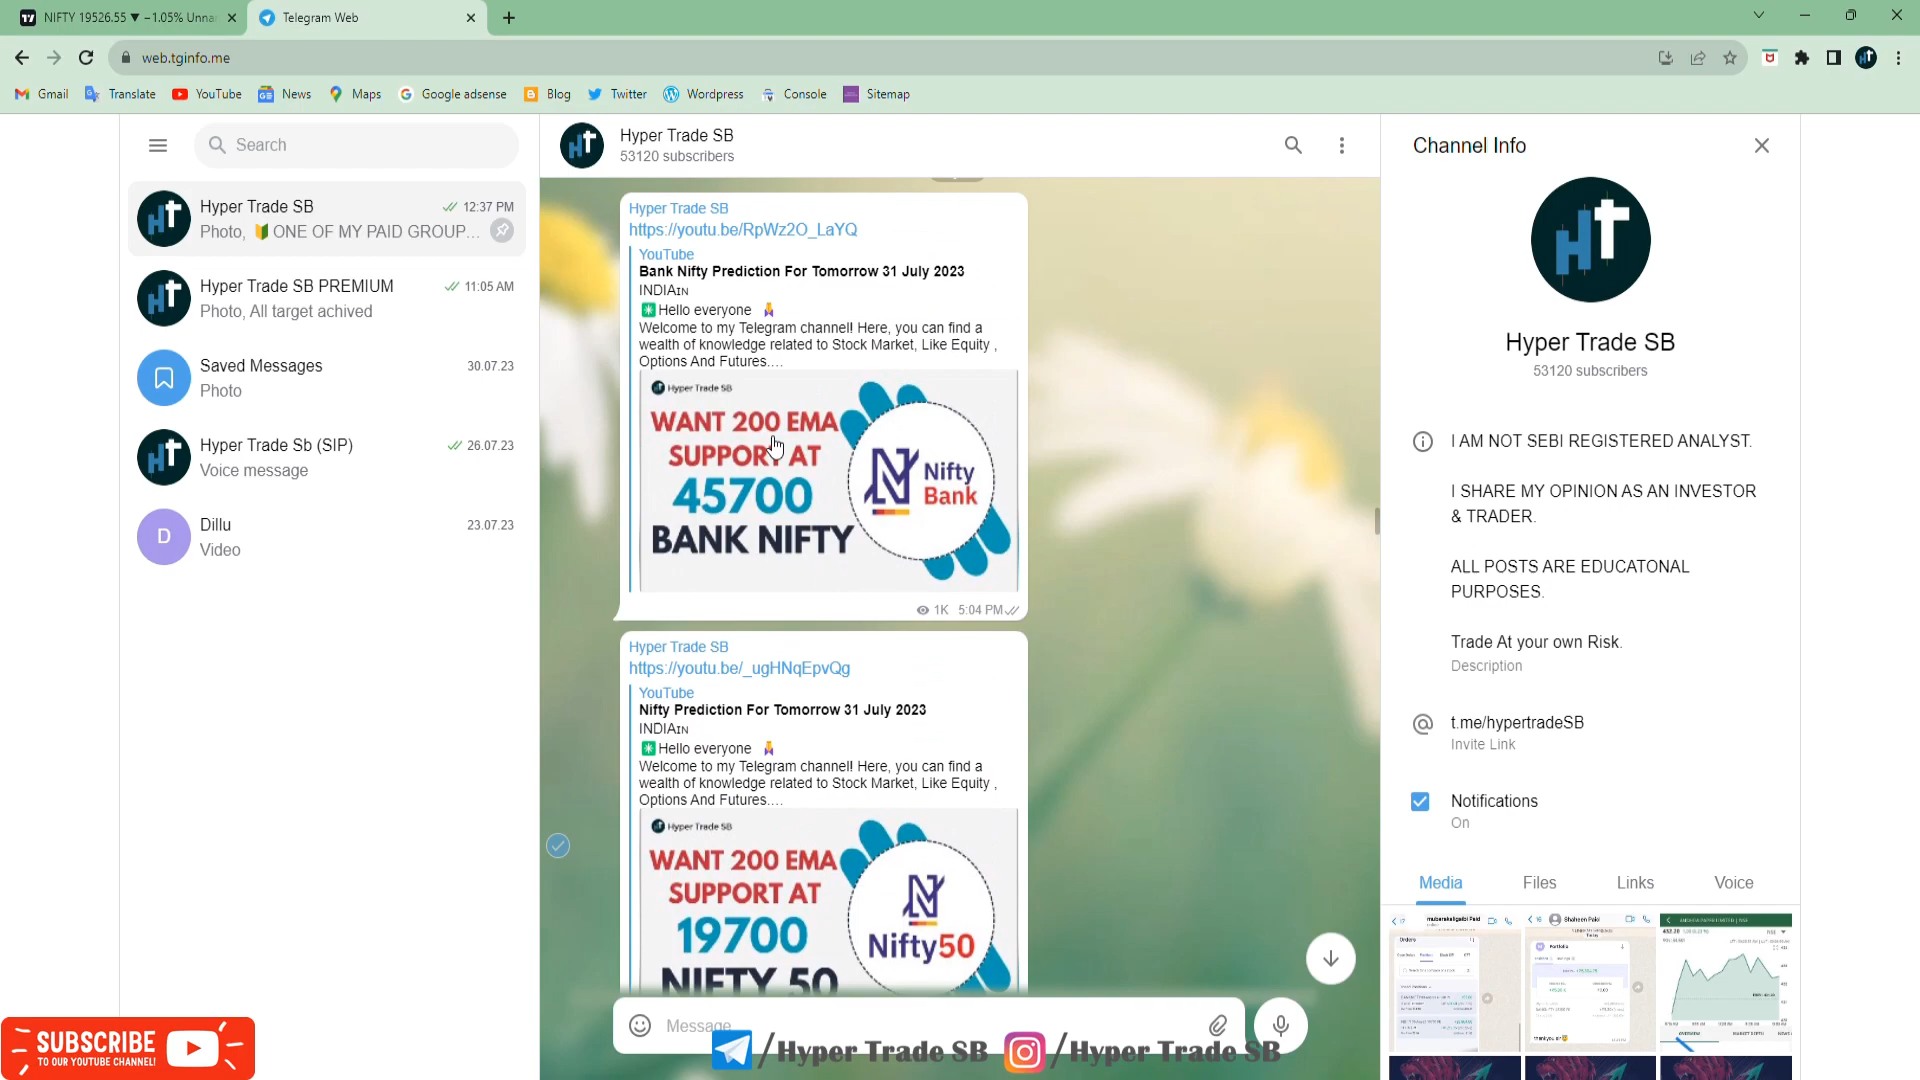 NIFTY 19526.55 ▼ −1.05% Unna
Telegram Web
web.tginfo.me
Gmail
Translate
YouTube
News
Maps
Google adsense
Blog
Twitter
Wordpress
Console
Sitemap
Search
Hyper Trade SB
12:37 PM
Photo, 🔰ONE OF MY PAID GROUP...
Hyper Trade SB PREMIUM
11:05 AM
Photo, All target achived
Saved Messages
30.07.23
Photo
Hyper Trade Sb (SIP)
26.07.23
Voice message
D
Dillu
23.07.23
Video
Hyper Trade SB
53120 subscribers
Hyper Trade SB
https://youtu.be/RpWz2O_LaYQ
YouTube
Bank Nifty Prediction For Tomorrow 31 July 2023
INDIAIN
Hello everyone
Welcome to my Telegram channel! Here, you can find a
wealth of knowledge related to Stock Market, Like Equity ,
Options And Futures....
Hyper Trade SB
WANT 200 EMA
SUPPORT AT
45700
BANK NIFTY
Nifty
Bank
1K 5:04 PM
Hyper Trade SB
https://youtu.be/_ugHNqEpvQg
YouTube
Nifty Prediction For Tomorrow 31 July 2023
INDIAIN
Hello everyone
Welcome to my Telegram channel! Here, you can find a
wealth of knowledge related to Stock Market, Like Equity ,
Options And Futures....
Hyper Trade SB
WANT 200 EMA
SUPPORT AT
19700
NIFTY 50
Nifty50
Message
/Hyper Trade SB
/Hyper Trade SB
SUBSCRIBE
TO OUR YOUTUBE CHANNEL!
Channel Info
Hyper Trade SB
53120 subscribers
I AM NOT SEBI REGISTERED ANALYST.
I SHARE MY OPINION AS AN INVESTOR
& TRADER.
ALL POSTS ARE EDUCATONAL
PURPOSES.
Trade At your own Risk.
Description
t.me/hypertradeSB
Invite Link
Notifications
On
Media
Files
Links
Voice
Orders
Shaheen Paid
Portfolio